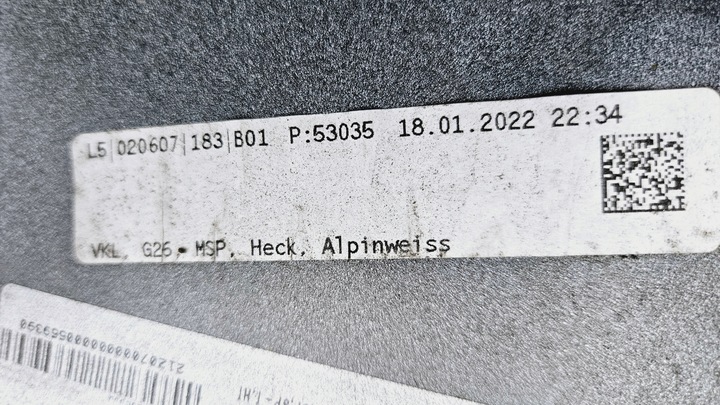 L5|020607|183|B01 P:53035 18.01.2022 22:34
VKL, G26 MSP, Heck, Alpinweiss